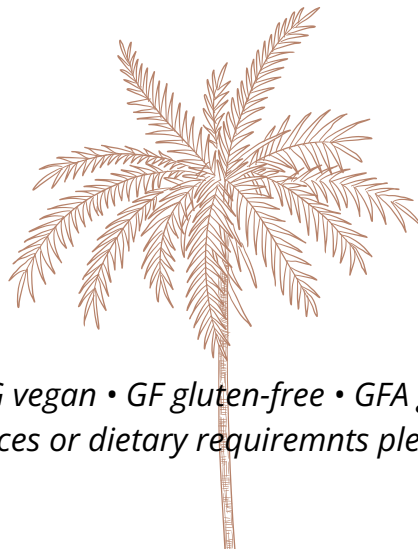 G vegan • GF gluten-free • GFA
ces or dietary requiremnts ple